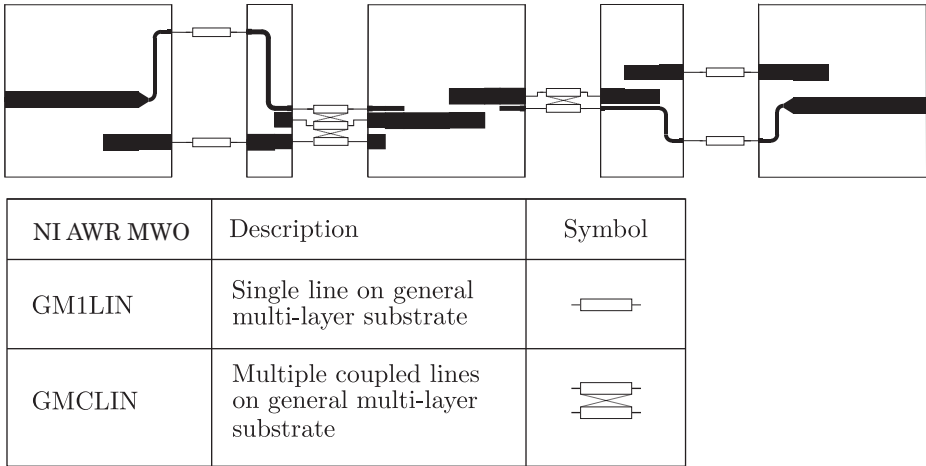 NI AWR MWO Description Symbol
GM1LIN
Single line on general
multi-layer substrate
GMCLIN
Multiple coupled lines
on general multi-layer
substrate